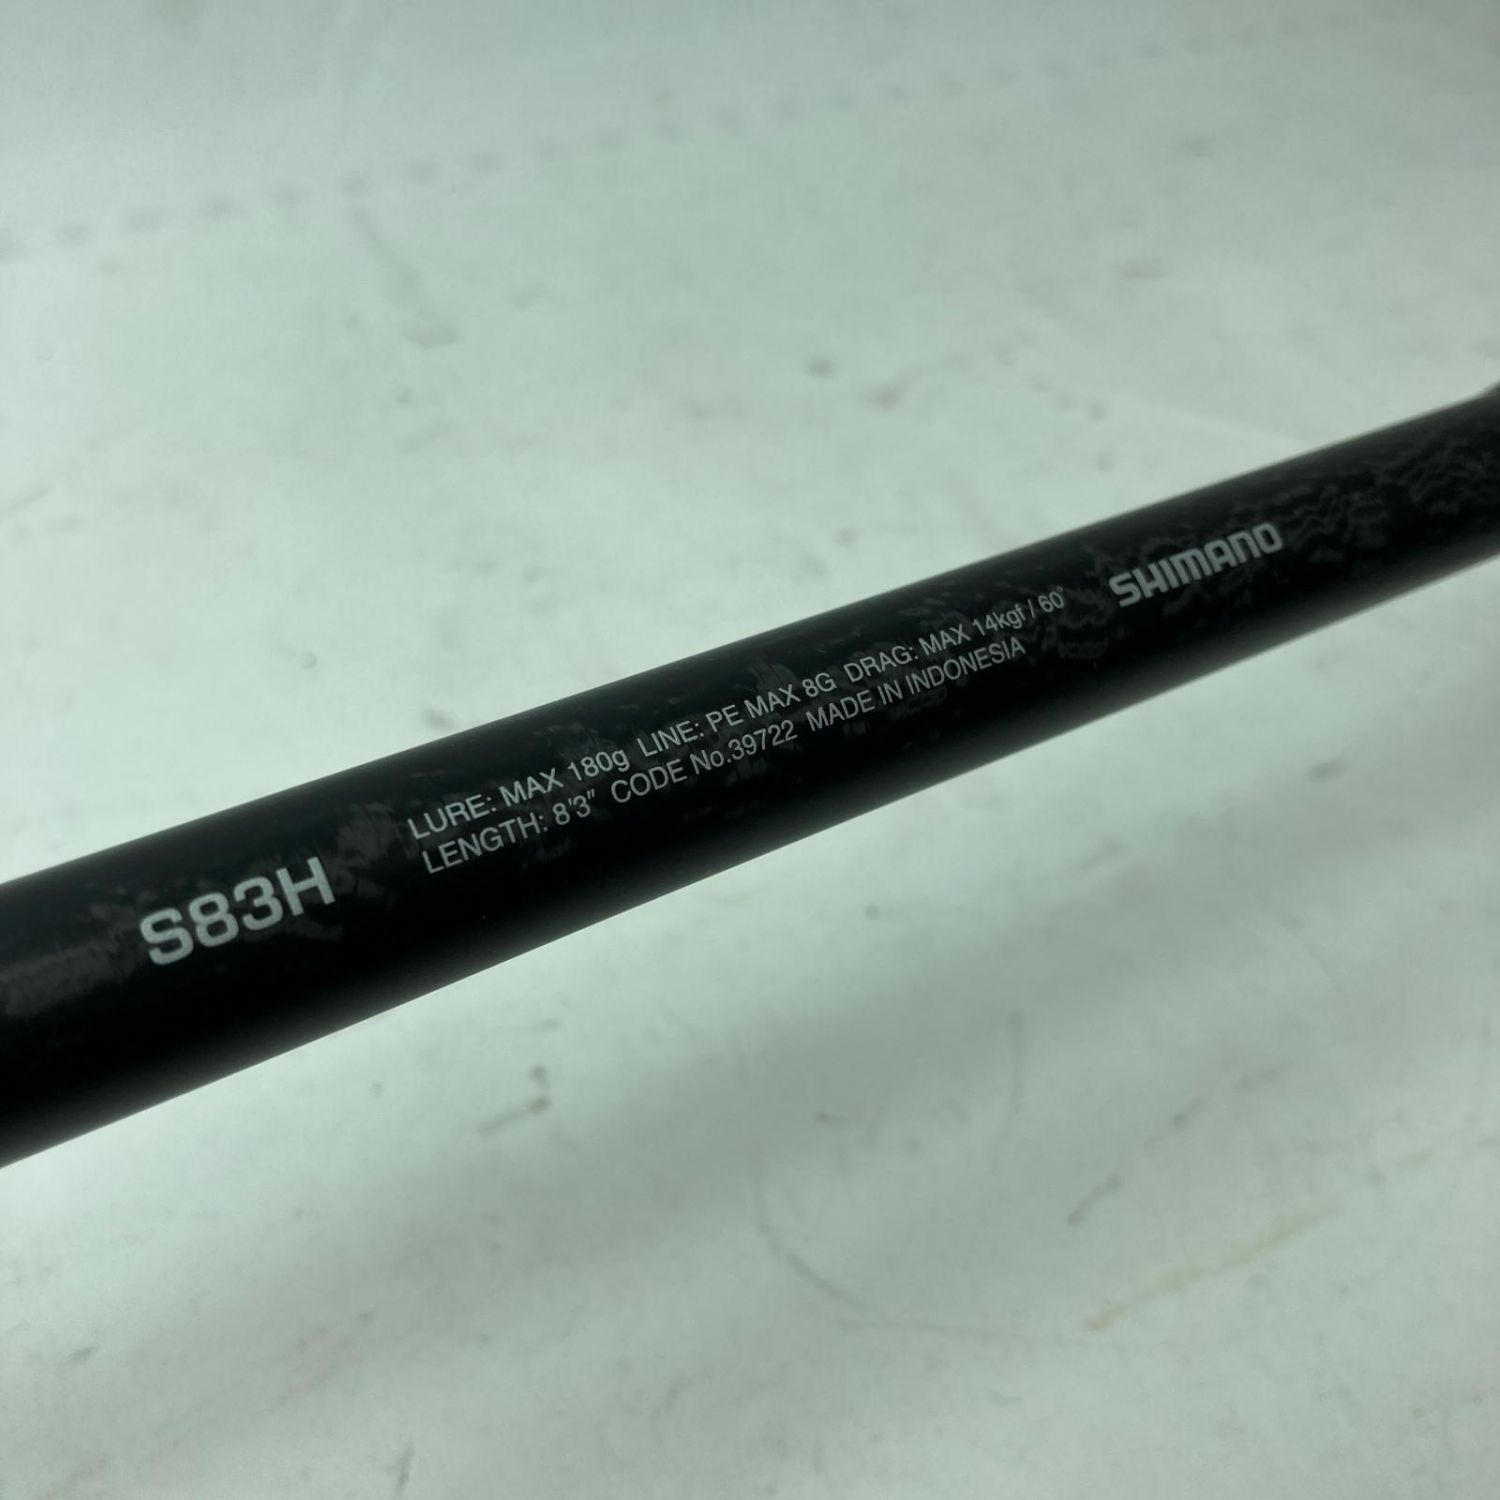 S83H
LURE: MAX 180g LINE: PE MAX 8G DRAG: MAX 14kgf / 60°
LENGTH: 8'3" CODE No.39722 MADE IN INDONESIA
SHIMANO